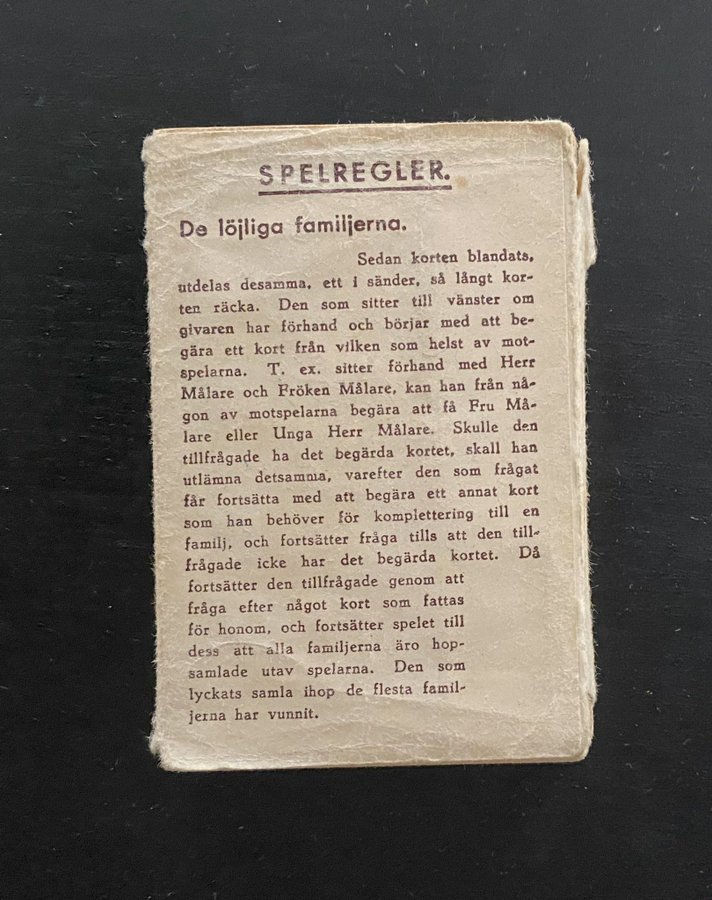 SPELREGLER.
De löjliga familjerna.
Sedan korten blandats,
utdelas desamma, ett i sänder, så långt kor-
ten räcka. Den som sitter till vänster om
givaren har förhand och börjar med att be-
gära ett kort från vilken som helst av mot-
spelarna. T. ex. sitter förhand med Herr
Målare och Fröken Målare, kan han från nå-
gon av motspelarna begära att få Fru Må-
lare eller Unga Herr Målare. Skulle den
tillfrågade ha det begärda kortet, skall han
utlämna detsamma, varefter den som frågat
får fortsätta med att begära ett annat kort
som han behöver för komplettering till en
familj, och fortsätter fråga tills att den till-
frågade icke har det begärda kortet. Då
fortsätter den tillfrågade genom att
fråga efter något kort som fattas
för honom, och fortsätter spelet till
dess att alla familjerna äro hop-
samlade utav spelarna. Den som
lyckats samla ihop de flesta famil-
jerna har vunnit.